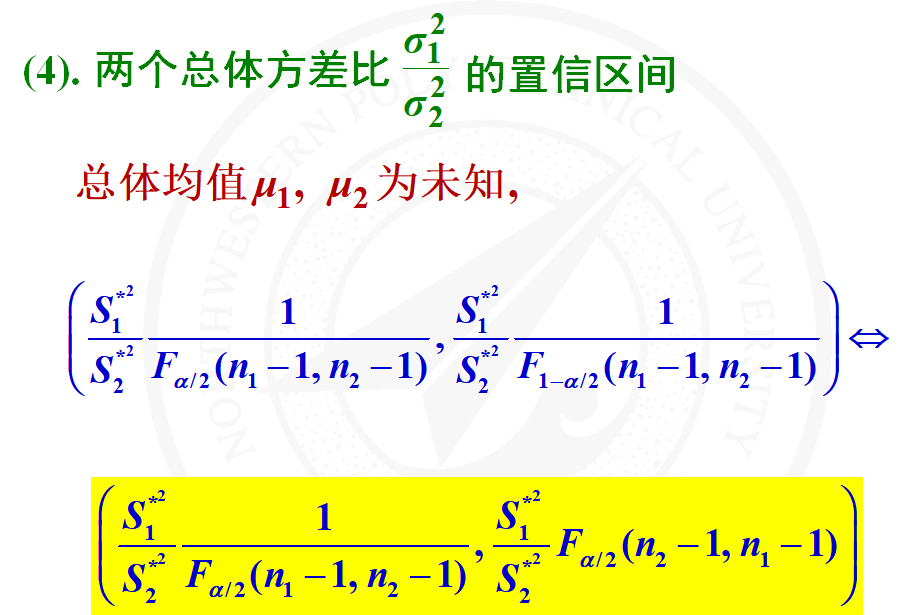 (4). 两个总体方差比 σ₁²/σ₂² 的置信区间
总体均值 μ₁, μ₂ 为未知,
( S₁*²/S₂*² 1/F_{α/2}(n₁ −1, n₂ −1), S₁*²/S₂*² 1/F_{1−α/2}(n₁ −1, n₂ −1) ) ⇔
( S₁*²/S₂*² 1/F_{α/2}(n₁ −1, n₂ −1), S₁*²/S₂*² F_{α/2}(n₂ −1, n₁ −1) )
NORTHWESTERN POLYTECHNICAL UNIVERSITY